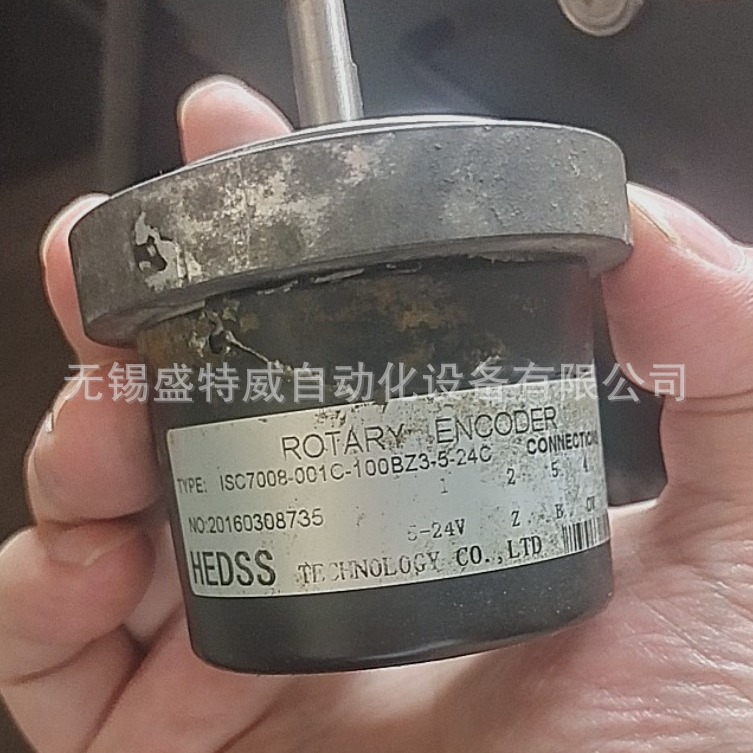 无锡盛特威自动化设备有限公司
ROTARY ENCODER
TYPE: ISC7008-001C-100BZ3-5-24C
CONNECTION
1 2 5 4
NO:20160308735
5-24V Z B
HEDSS TECHNOLOGY CO.,LTD